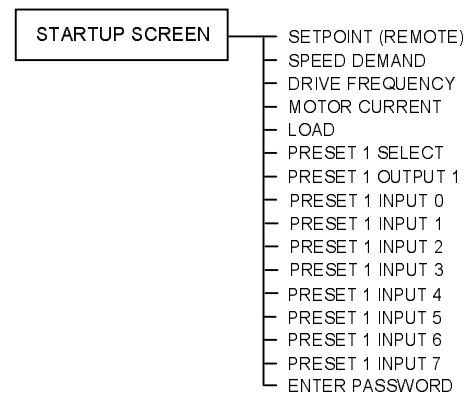 STARTUP SCREEN
SETPOINT (REMOTE)
SPEED DEMAND
DRIVE FREQUENCY
MOTOR CURRENT
LOAD
PRESET 1 SELECT
PRESET 1 OUTPUT 1
PRESET 1 INPUT 0
PRESET 1 INPUT 1
PRESET 1 INPUT 2
PRESET 1 INPUT 3
PRESET 1 INPUT 4
PRESET 1 INPUT 5
PRESET 1 INPUT 6
PRESET 1 INPUT 7
ENTER PASSWORD